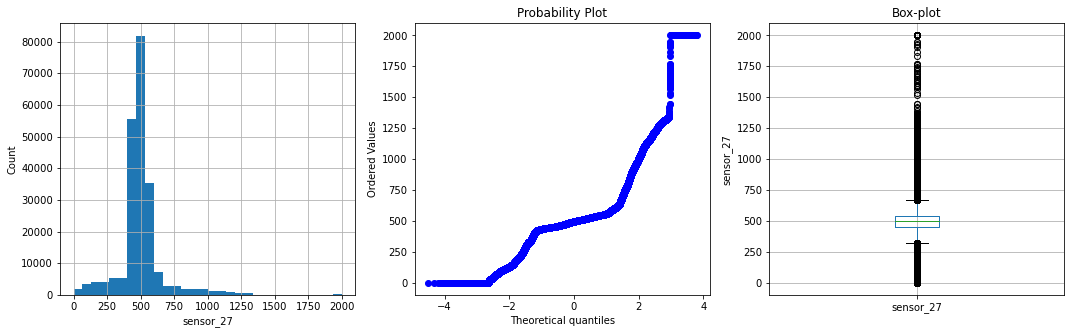 Probability Plot
Box-plot
80000
70000
60000
50000
40000
30000
20000
10000
0
Count
0 250 500 750 1000 1250 1500 1750 2000
sensor_27
2000
1750
1500
1250
1000
750
500
250
0
Ordered Values
−4 −2 0 2 4
Theoretical quantiles
2000
1750
1500
1250
1000
750
500
250
0
sensor_27
sensor_27